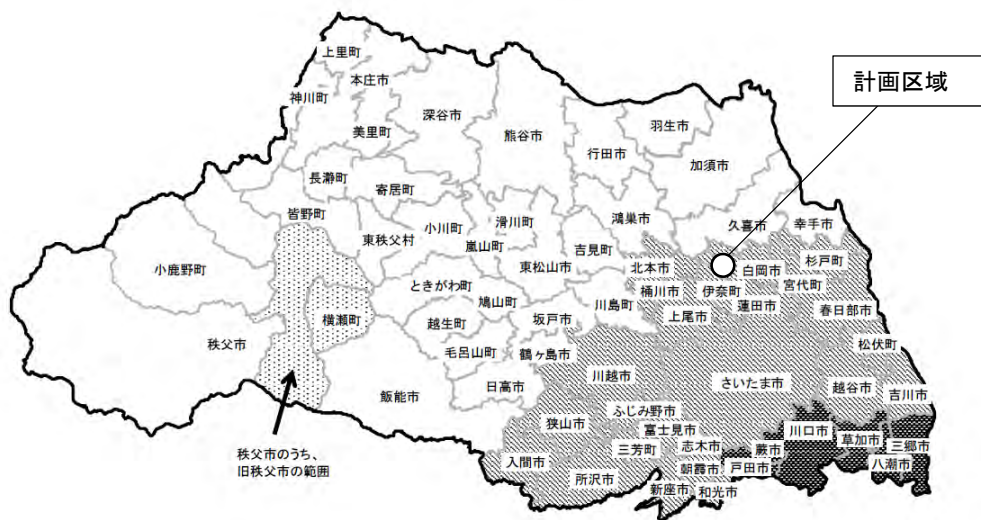 計画区域
上里町
本庄市
神川町
深谷市
美里町
熊谷市
羽生市
行田市
加須市
長瀞町
寄居町
皆野町
小川町
滑川町
鴻巣市
久喜市
幸手市
東秩父村
嵐山町
吉見町
小鹿野町
東松山市
北本市
白岡市
杉戸町
ときがわ町
桶川市
伊奈町
宮代町
鳩山町
川島町
蓮田市
横瀬町
越生町
坂戸市
上尾市
春日部市
秩父市
毛呂山町
鶴ヶ島市
松伏町
日高市
川越市
さいたま市
越谷市
吉川市
飯能市
ふじみ野市
狭山市
富士見市
川口市
草加市
三郷市
秩父市のうち、
旧秩父市の範囲
入間市
三芳町
志木市
蕨市
八潮市
所沢市
朝霞市
戸田市
新座市
和光市